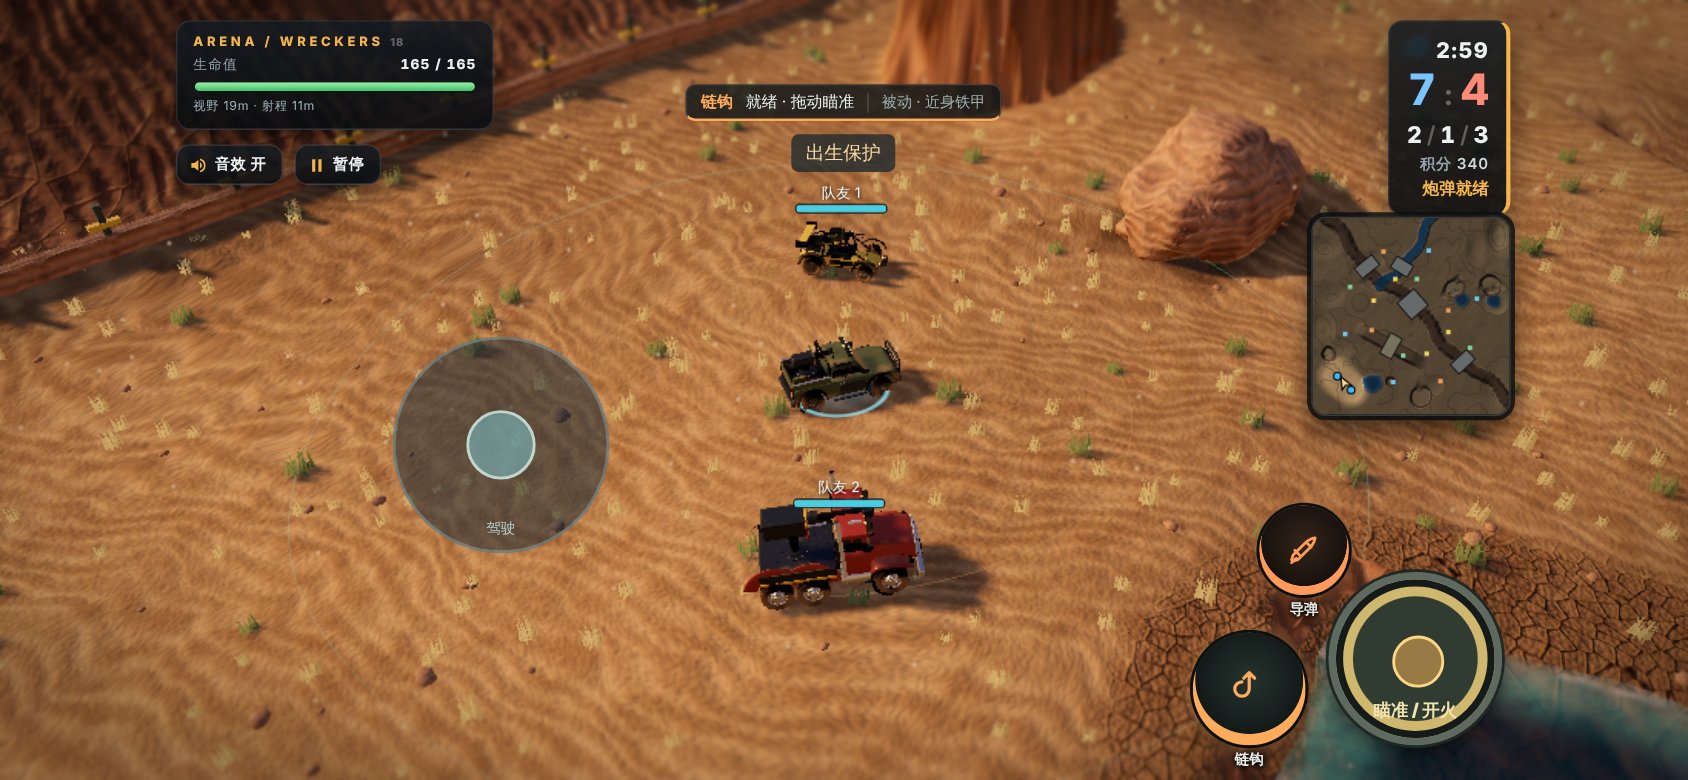 ARENA / WRECKERS 18
生命值 165 / 165
视野 19m · 射程 11m
音效 开
暂停
链钩 就绪 · 拖动瞄准 被动 · 近身铁甲
出生保护
队友 1
队友 2
2:59
7 : 4
2 / 1 / 3
积分 340
炮弹就绪
驾驶
导弹
链钩
瞄准 / 开火